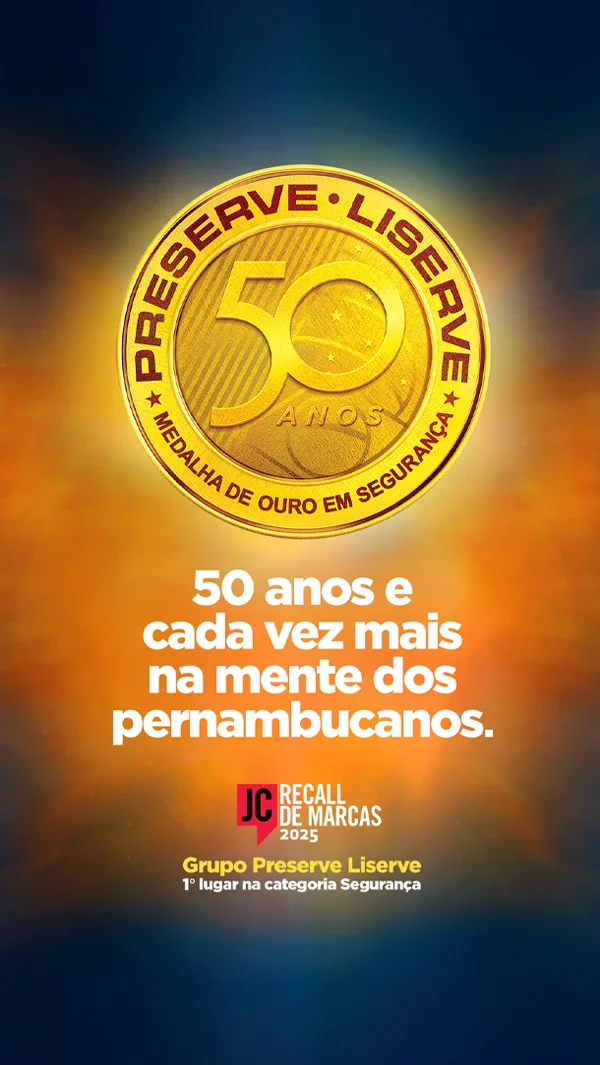 PRESERVE • LISERVE
50
ANOS
★ MEDALHA DE OURO EM SEGURANÇA ★
50 anos e
cada vez mais
na mente dos
pernambucanos.
JC RECALL
DE MARCAS
2025
Grupo Preserve Liserve
1° lugar na categoria Segurança